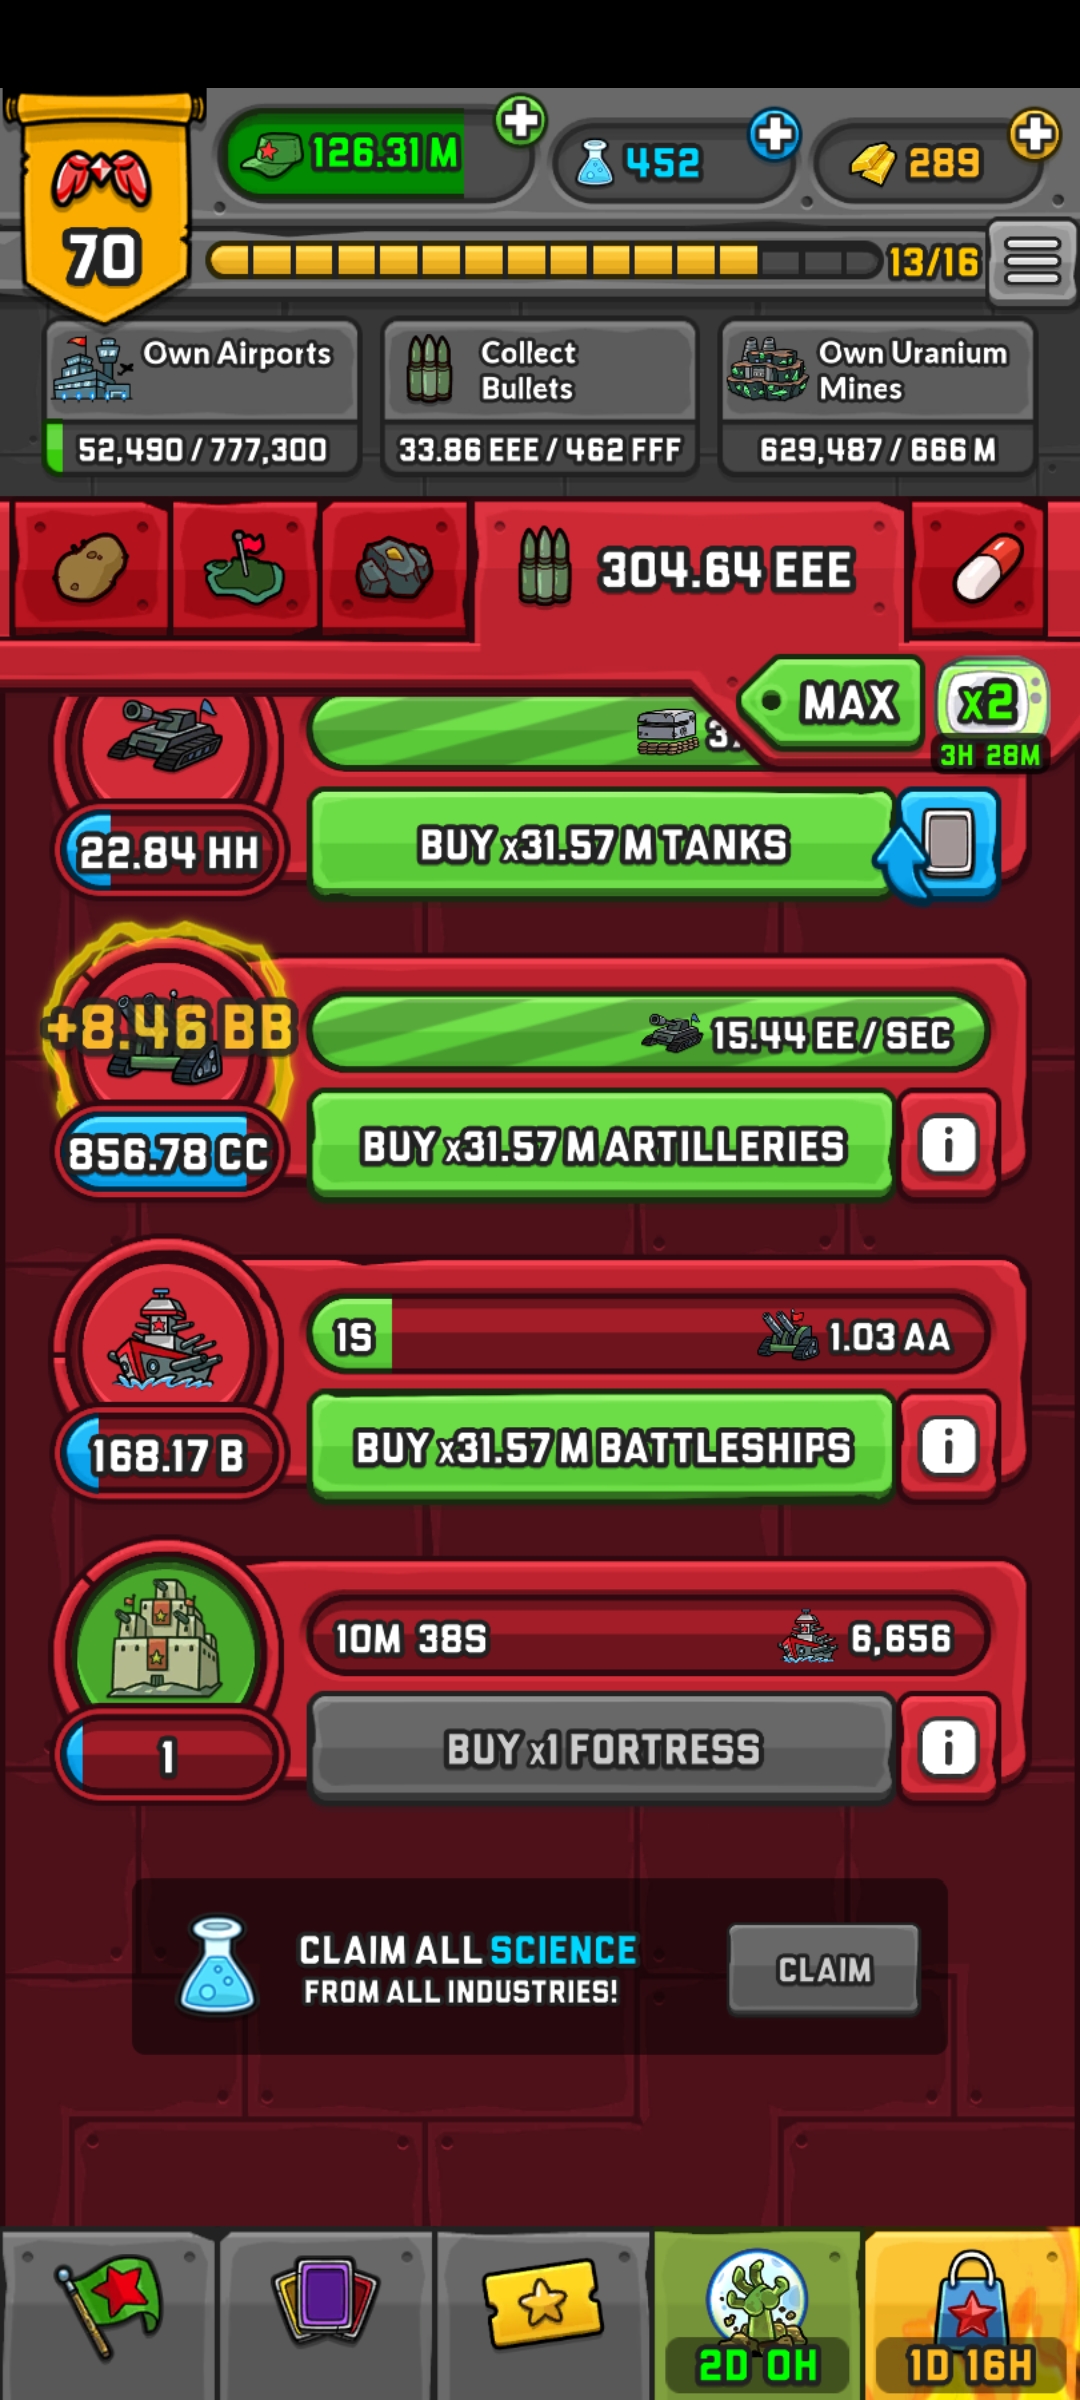 126.31 M
452
289
70
13/16
Own Airports
52,490 / 777,300
Collect
Bullets
33.86 EEE / 462 FFF
Own Uranium
Mines
629,487 / 666 M
304.64 EEE
MAX
x2
3H 28M
22.84 HH
BUY x31.57 M TANKS
+8.46 BB
15.44 EE / SEC
856.78 CC
BUY x31.57 M ARTILLERIES
i
1S
1.03 AA
168.17 B
BUY x31.57 M BATTLESHIPS
i
10M 38S
6,656
1
BUY x1 FORTRESS
i
CLAIM ALL SCIENCE
FROM ALL INDUSTRIES!
CLAIM
2D 0H
1D 16H